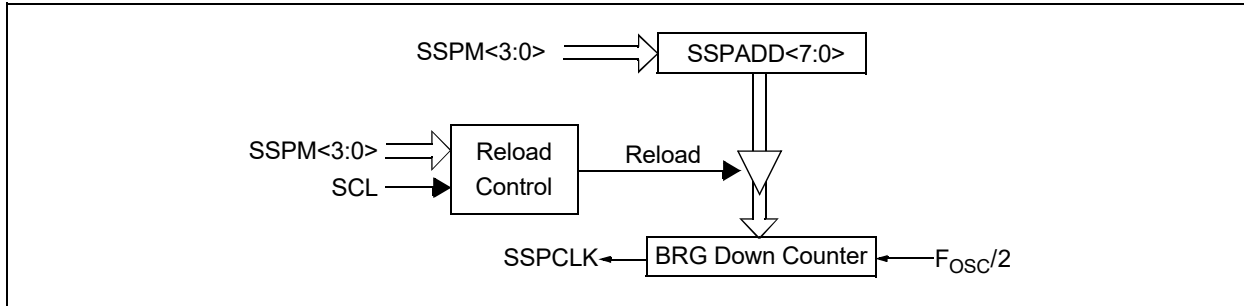 SSPM<3:0>
SSPADD<7:0>
SSPM<3:0>
SCL
Reload
Control
Reload
SSPCLK
BRG Down Counter
FOSC/2